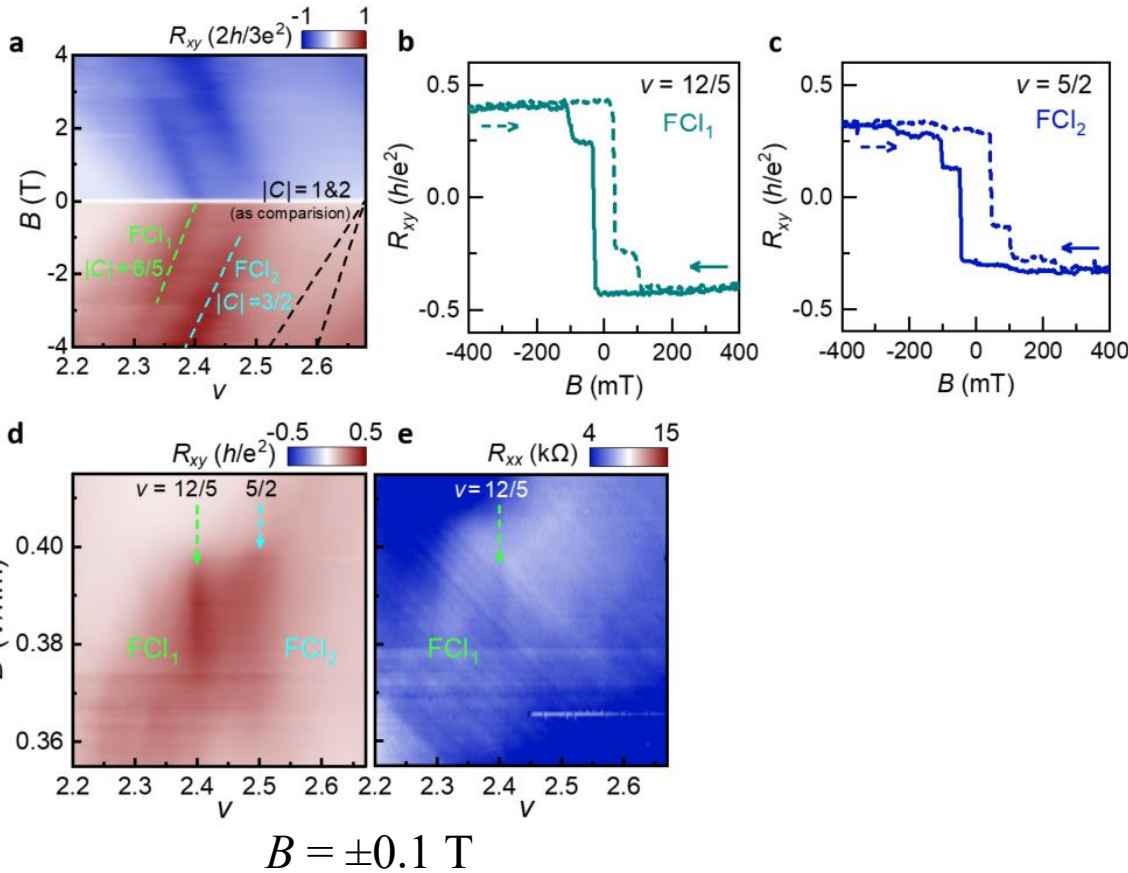 a
R_xy (2h/3e²)
-1 1
B (T)
4
2
0
-2
-4
|C| = 1&2
(as comparision)
FCI₁
|C| = 6/5
FCI₂
|C| = 3/2
2.2 2.3 2.4 2.5 2.6
ν
b
R_xy (h/e²)
0.5
0.0
-0.5
ν = 12/5
FCI₁
-400 -200 0 200 400
B (mT)
c
R_xy (h/e²)
0.5
0.0
-0.5
ν = 5/2
FCI₂
-400 -200 0 200 400
B (mT)
d
R_xy (h/e²)
-0.5 0.5
ν = 12/5 5/2
0.40
0.38
0.36
FCI₁ FCI₂
2.2 2.3 2.4 2.5 2.6
ν
e
R_xx (kΩ)
4 15
ν = 12/5
FCI₁
2.2 2.3 2.4 2.5 2.6
ν
B = ±0.1 T